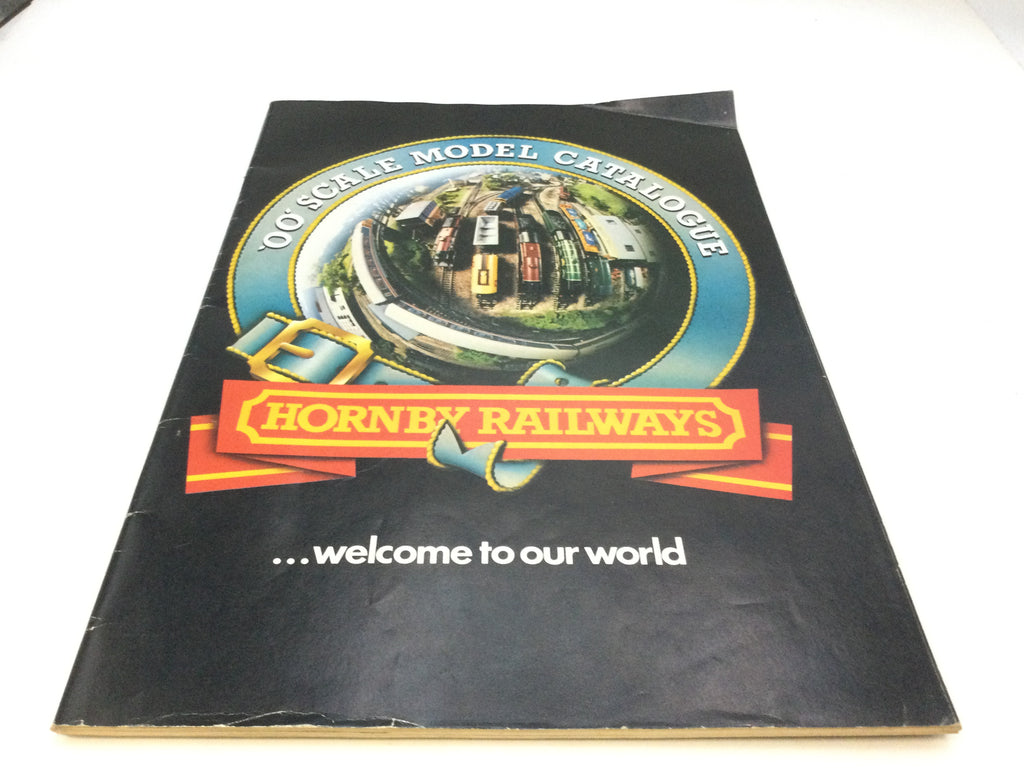 'OO' SCALE MODEL CATALOGUE
HORNBY RAILWAYS
...welcome to our world